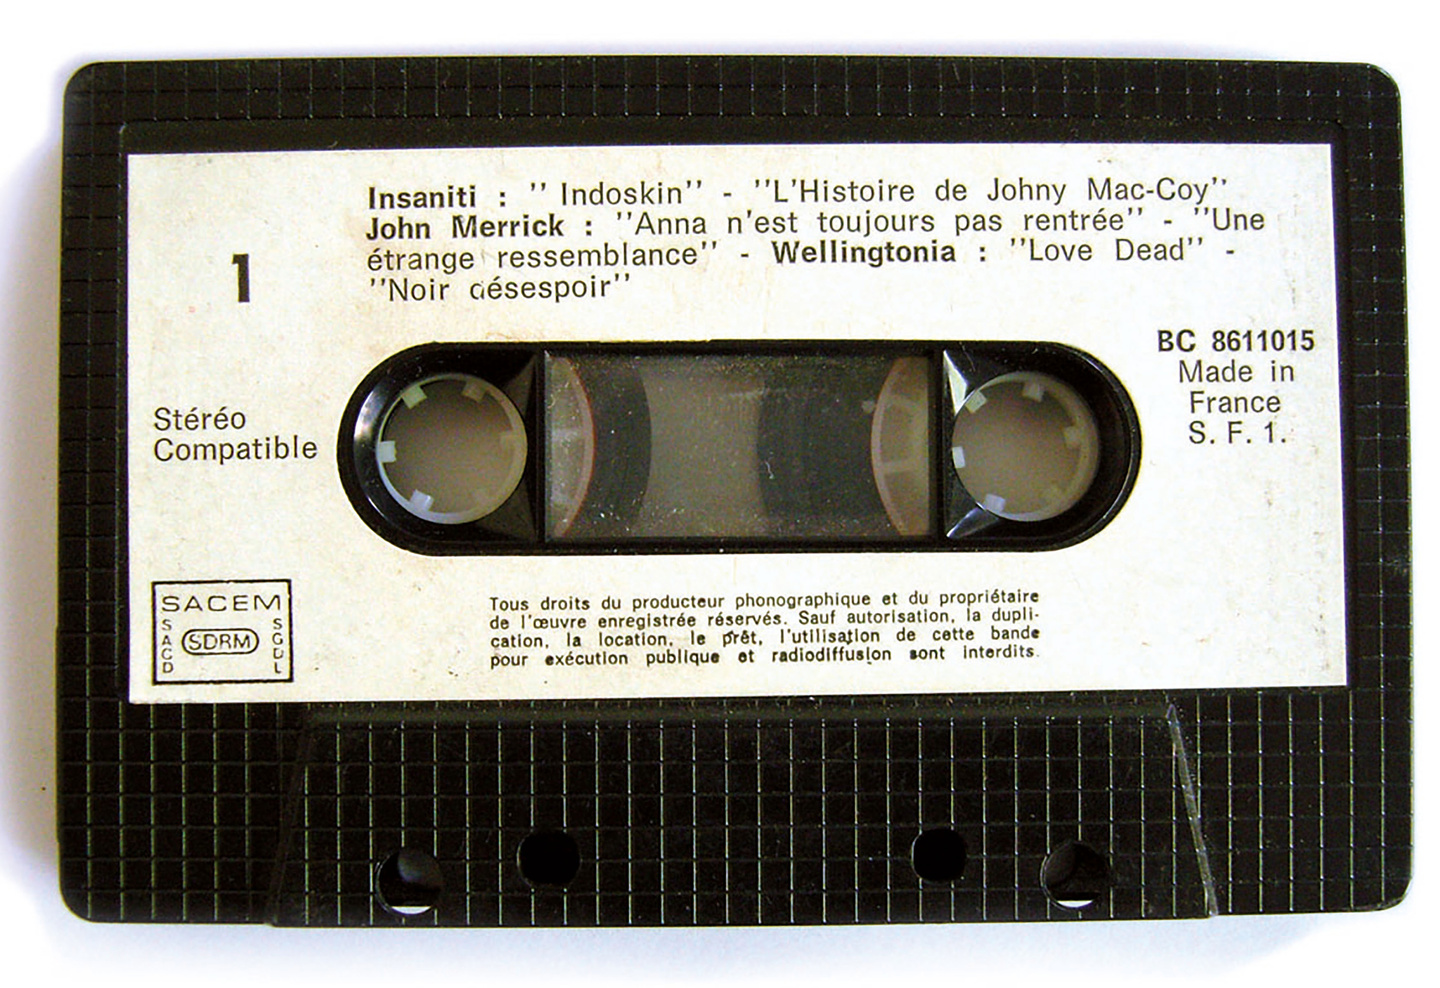 Insaniti : '' Indoskin'' - ''L'Histoire de Johny Mac-Coy''
John Merrick : ''Anna n'est toujours pas rentrée'' - ''Une
étrange ressemblance'' - Wellingtonia : ''Love Dead'' -
''Noir désespoir''
1
BC 8611015
Made in
France
S. F. 1.
Stéréo
Compatible
SACEM
SACD
SDRM
SGDL
Tous droits du producteur phonographique et du propriétaire
de l'œuvre enregistrée réservés. Sauf autorisation, la dupli-
cation, la location, le prêt, l'utilisation de cette bande
pour exécution publique et radiodiffusion sont interdits.